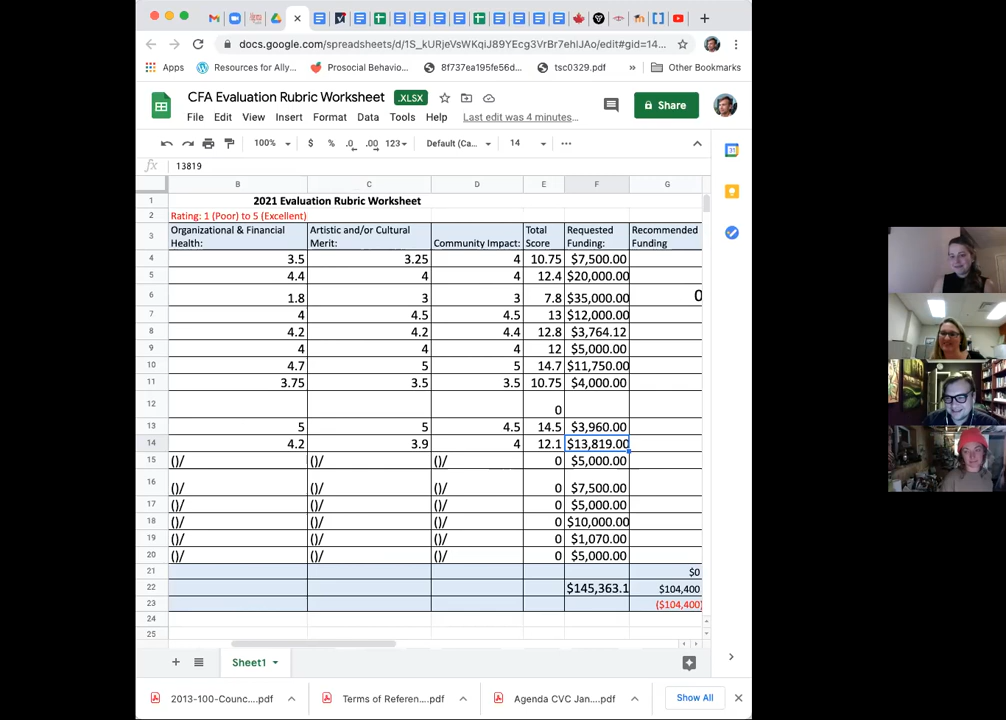 docs.google.com/spreadsheets/d/1S_kURjeVsWKqiJ89YEcg3VrBr7ehIJAo/edit#gid=14...
Apps Resources for Ally... Prosocial Behavio... 8f737ea195fe56d... tsc0329.pdf » Other Bookmarks
CFA Evaluation Rubric Worksheet .XLSX
Share
File Edit View Insert Format Data Tools Help Last edit was 4 minutes...
100% $ % .0 .00 123 Default (Ca... 14
fx 13819
B C D E F G
1 2021 Evaluation Rubric Worksheet
2 Rating: 1 (Poor) to 5 (Excellent)
Organizational & Financial Artistic and/or Cultural Total Requested Recommended
3 Health: Merit: Community Impact: Score Funding: Funding
4 3.5 3.25 4 10.75 $7,500.00
5 4.4 4 4 12.4 $20,000.00
6 1.8 3 3 7.8 $35,000.00 0
7 4 4.5 4.5 13 $12,000.00
8 4.2 4.2 4.4 12.8 $3,764.12
9 4 4 4 12 $5,000.00
10 4.7 5 5 14.7 $11,750.00
11 3.75 3.5 3.5 10.75 $4,000.00
12 0
13 5 5 4.5 14.5 $3,960.00
14 4.2 3.9 4 12.1 $13,819.00
15 ()/ ()/ ()/ 0 $5,000.00
16 ()/ ()/ ()/ 0 $7,500.00
17 ()/ ()/ ()/ 0 $5,000.00
18 ()/ ()/ ()/ 0 $10,000.00
19 ()/ ()/ ()/ 0 $1,070.00
20 ()/ ()/ ()/ 0 $5,000.00
21 $0
22 $145,363.1 $104,400
23 ($104,400)
24
25
Sheet1
2013-100-Counc....pdf Terms of Referen....pdf Agenda CVC Jan....pdf Show All